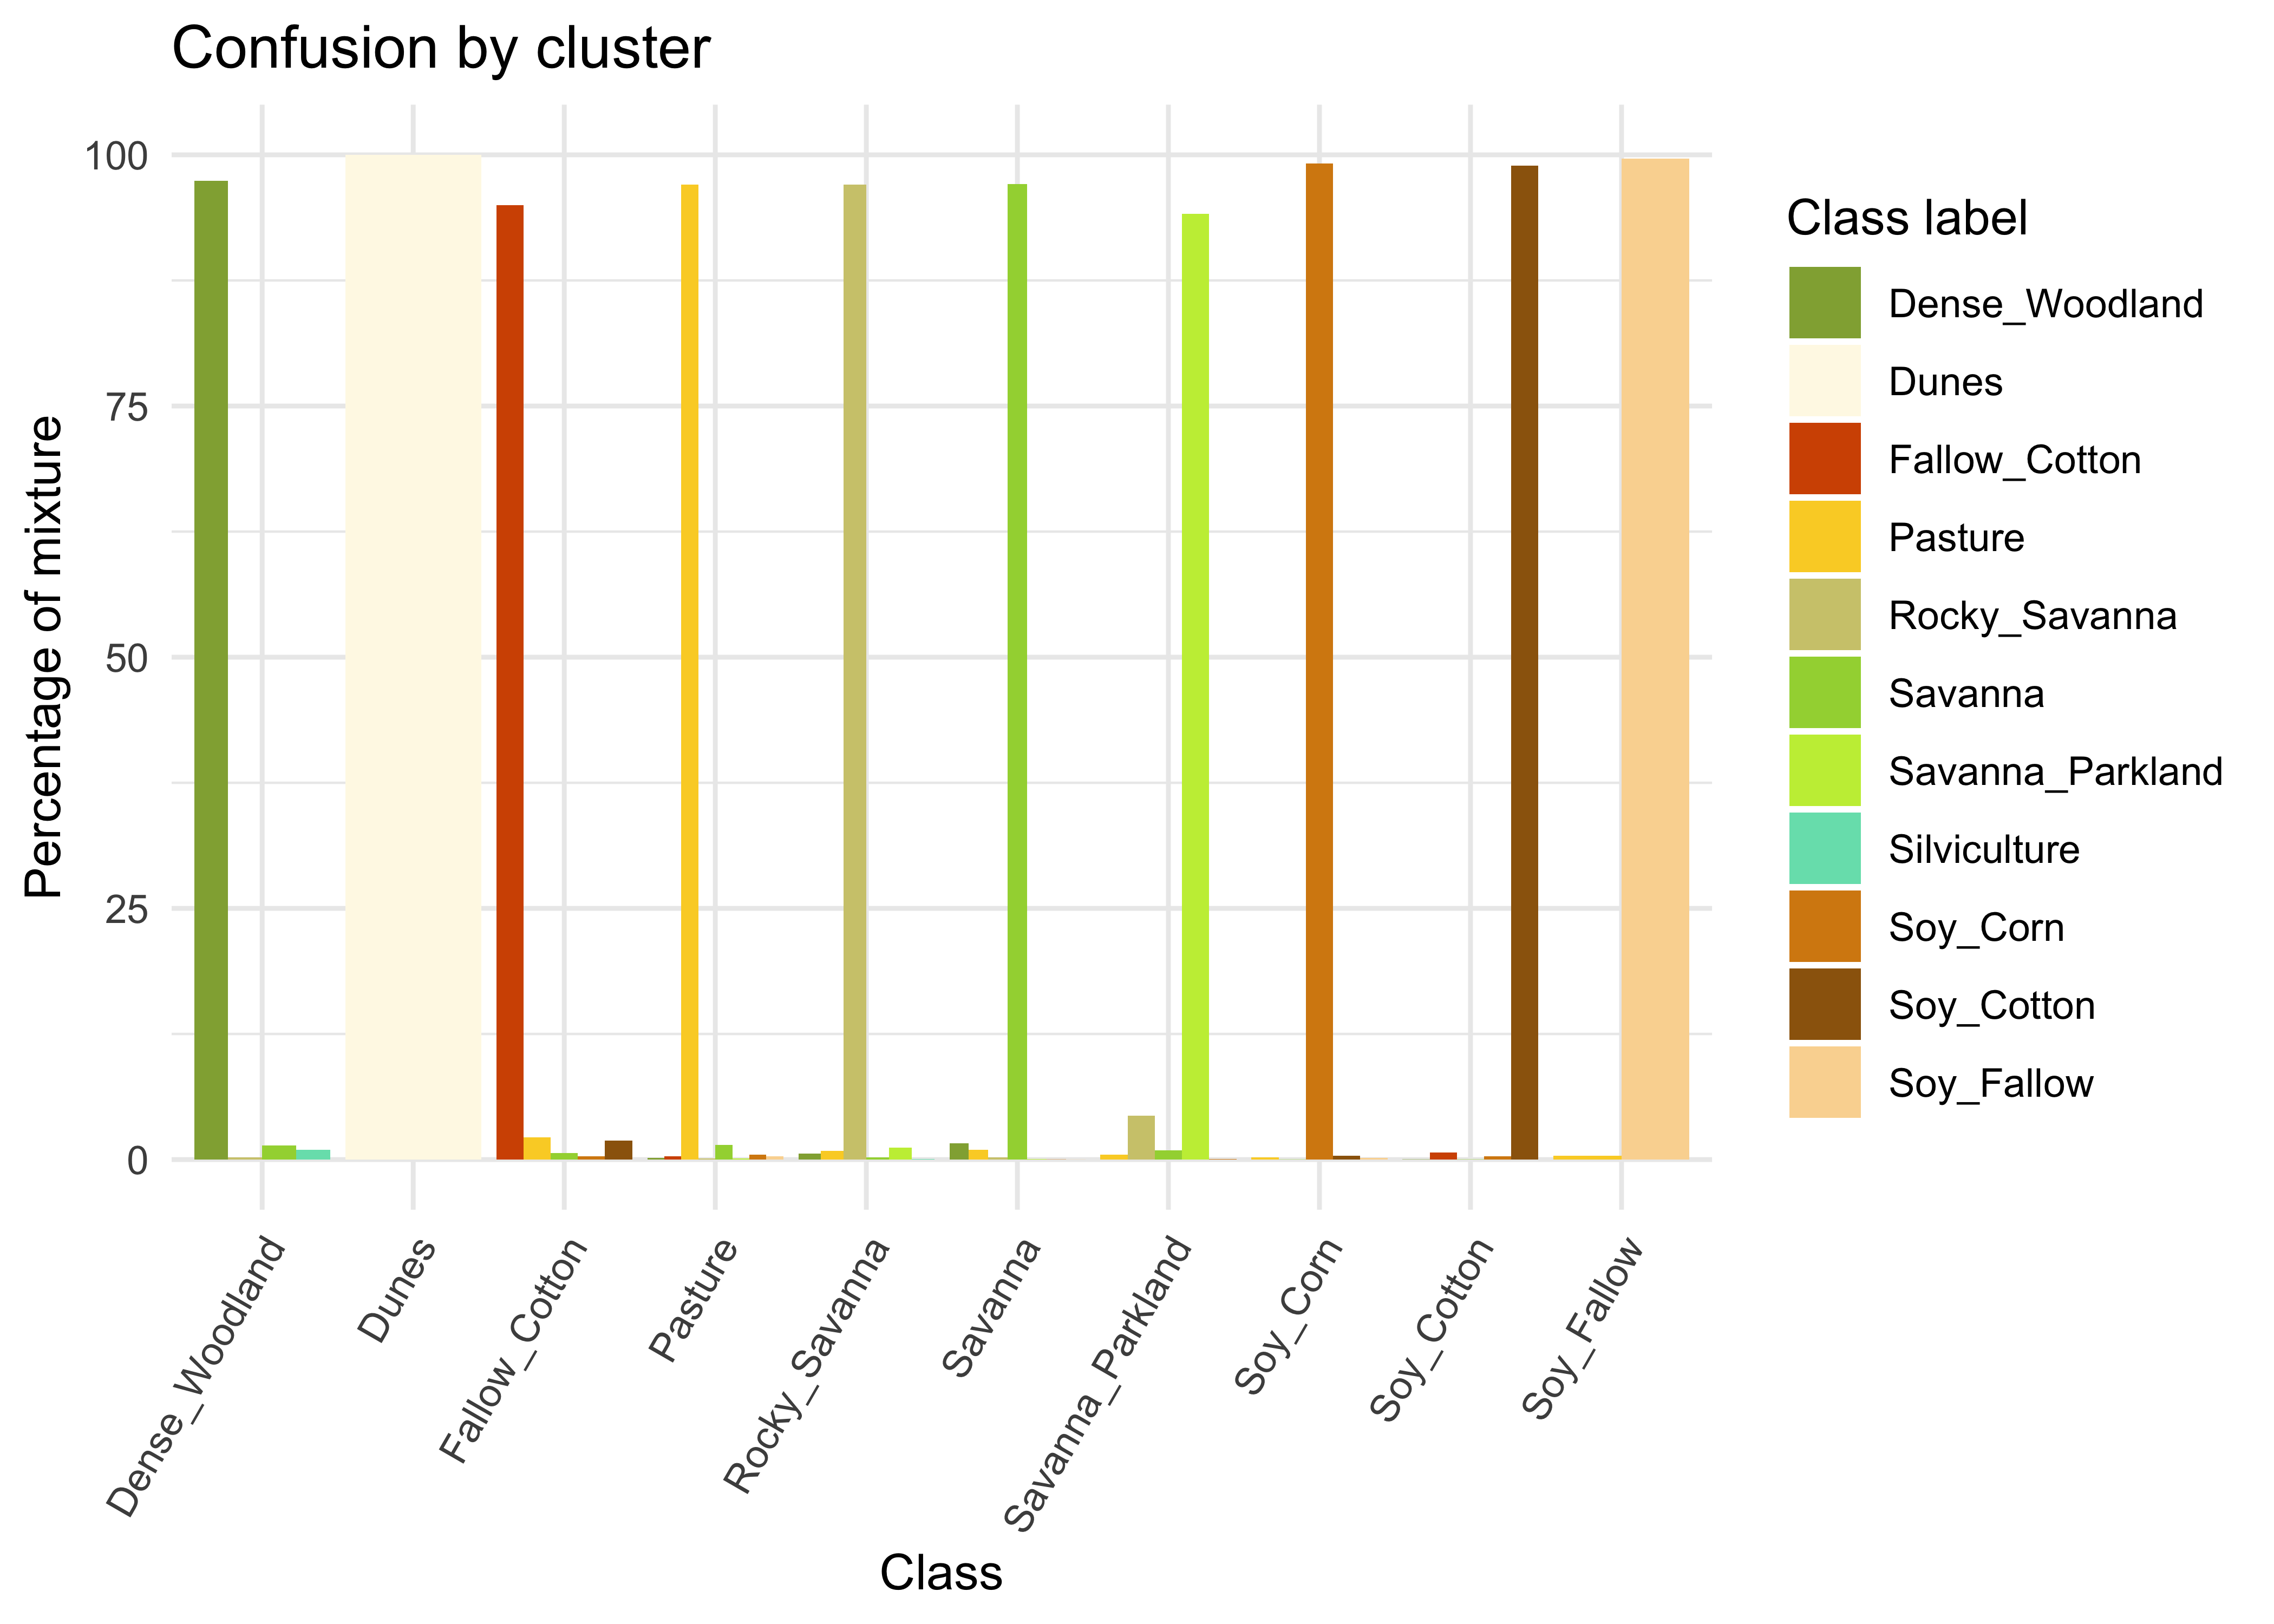 Confusion by cluster
Percentage of mixture
100
75
50
25
0
Dense_Woodland
Dunes
Fallow_Cotton
Pasture
Rocky_Savanna
Savanna
Savanna_Parkland
Soy_Corn
Soy_Cotton
Soy_Fallow
Class
Class label
Dense_Woodland
Dunes
Fallow_Cotton
Pasture
Rocky_Savanna
Savanna
Savanna_Parkland
Silviculture
Soy_Corn
Soy_Cotton
Soy_Fallow